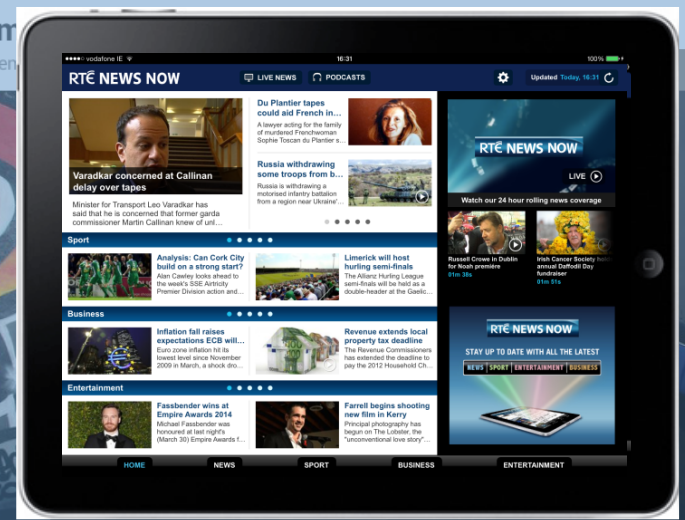 vodafone IE
16:31
100%
RTÉ NEWS NOW
LIVE NEWS
PODCASTS
Updated Today, 16:31
Varadkar concerned at Callinan
delay over tapes
Minister for Transport Leo Varadkar has
said that he is concerned that former garda
commissioner Martin Callinan knew of unl...
Du Plantier tapes
could aid French in...
A lawyer acting for the family
of murdered Frenchwoman
Sophie Toscan du Plantier s...
Russia withdrawing
some troops from b...
Russia is withdrawing a
motorised infantry battalion
from a region near Ukraine'...
RTÉ NEWS NOW
LIVE
Watch our 24 hour rolling news coverage
Russell Crowe in Dublin
for Noah premiére
01m 38s
Irish Cancer Society
annual Daffodil Day
fundraiser
01m 51s
Sport
Analysis: Can Cork City
build on a strong start?
Alan Cawley looks ahead to
the week's SSE Airtricity
Premier Division action and...
Limerick will host
hurling semi-finals
The Allianz Hurling League
semi-finals will be held as a
double-header at the Gaelic...
Business
Inflation fall raises
expectations ECB will...
Euro zone inflation hit its
lowest level since November
2009 in March, a shock dro...
Revenue extends local
property tax deadline
The Revenue Commissioners
has extended the deadline to
pay the 2012 Household Ch...
RTÉ NEWS NOW
STAY UP TO DATE WITH ALL THE LATEST
NEWS SPORT ENTERTAINMENT BUSINESS
Entertainment
Fassbender wins at
Empire Awards 2014
Michael Fassbender was
honoured at last night's
(March 30) Empire Awards f...
Farrell begins shooting
new film in Kerry
Principal photography has
begun on The Lobster, the
"unconventional love story"...
HOME
NEWS
SPORT
BUSINESS
ENTERTAINMENT